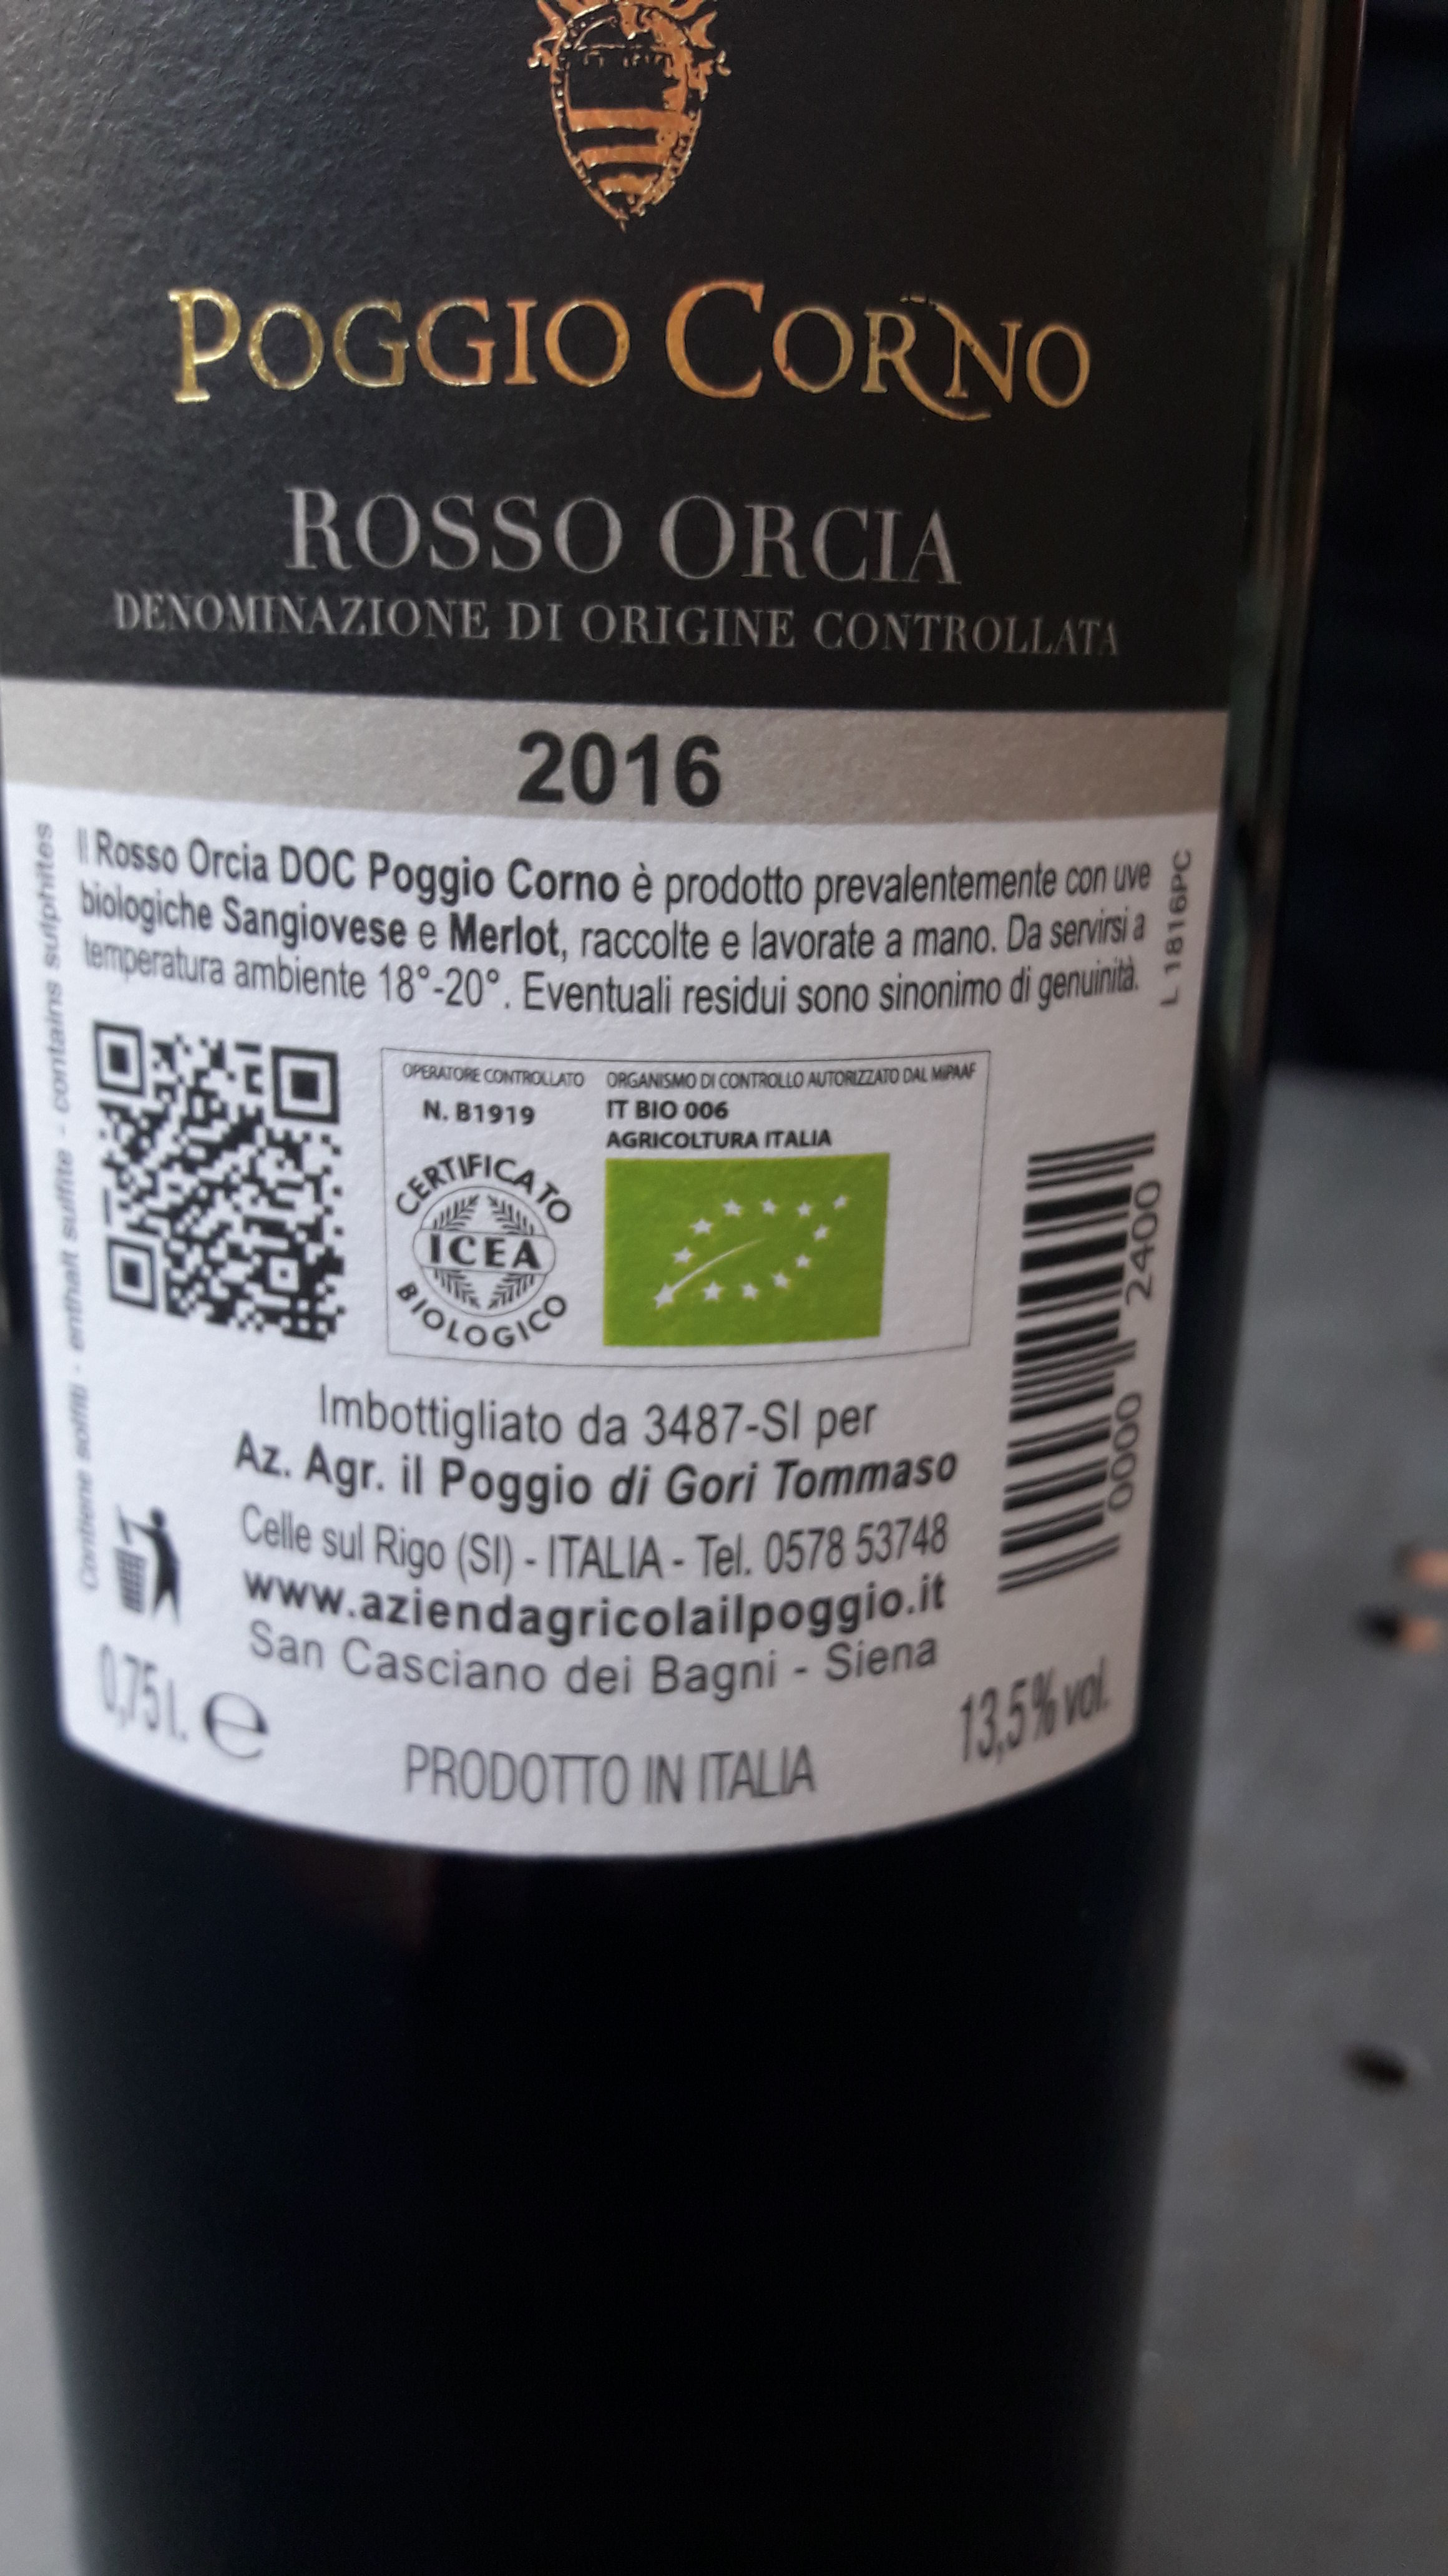 POGGIO CORNO
ROSSO ORCIA
DENOMINAZIONE DI ORIGINE CONTROLLATA
2016
Il Rosso Orcia DOC Poggio Corno è prodotto prevalentemente con uve
biologiche Sangiovese e Merlot, raccolte e lavorate a mano. Da servirsi a
temperatura ambiente 18°-20°. Eventuali residui sono sinonimo di genuinità.
L 1816PC
Contiene solfiti - enthalt sulfite - contains sulphites
OPERATORE CONTROLLATO
N. B1919
CERTIFICATO
ICEA
BIOLOGICO
ORGANISMO DI CONTROLLO AUTORIZZATO DAL MiPAAF
IT BIO 006
AGRICOLTURA ITALIA
0000 2400
Imbottigliato da 3487-SI per
Az. Agr. il Poggio di Gori Tommaso
Celle sul Rigo (SI) - ITALIA - Tel. 0578 53748
www.aziendagricolailpoggio.it
San Casciano dei Bagni - Siena
0,75 l. e
13,5% vol.
PRODOTTO IN ITALIA